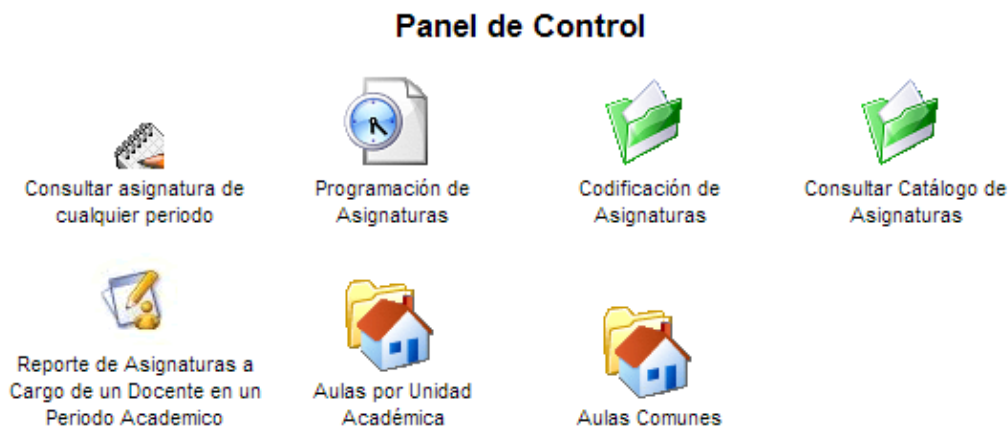 Panel de Control
Consultar asignatura de
cualquier periodo
Programación de
Asignaturas
Codificación de
Asignaturas
Consultar Catálogo de
Asignaturas
Reporte de Asignaturas a
Cargo de un Docente en un
Periodo Academico
Aulas por Unidad
Académica
Aulas Comunes